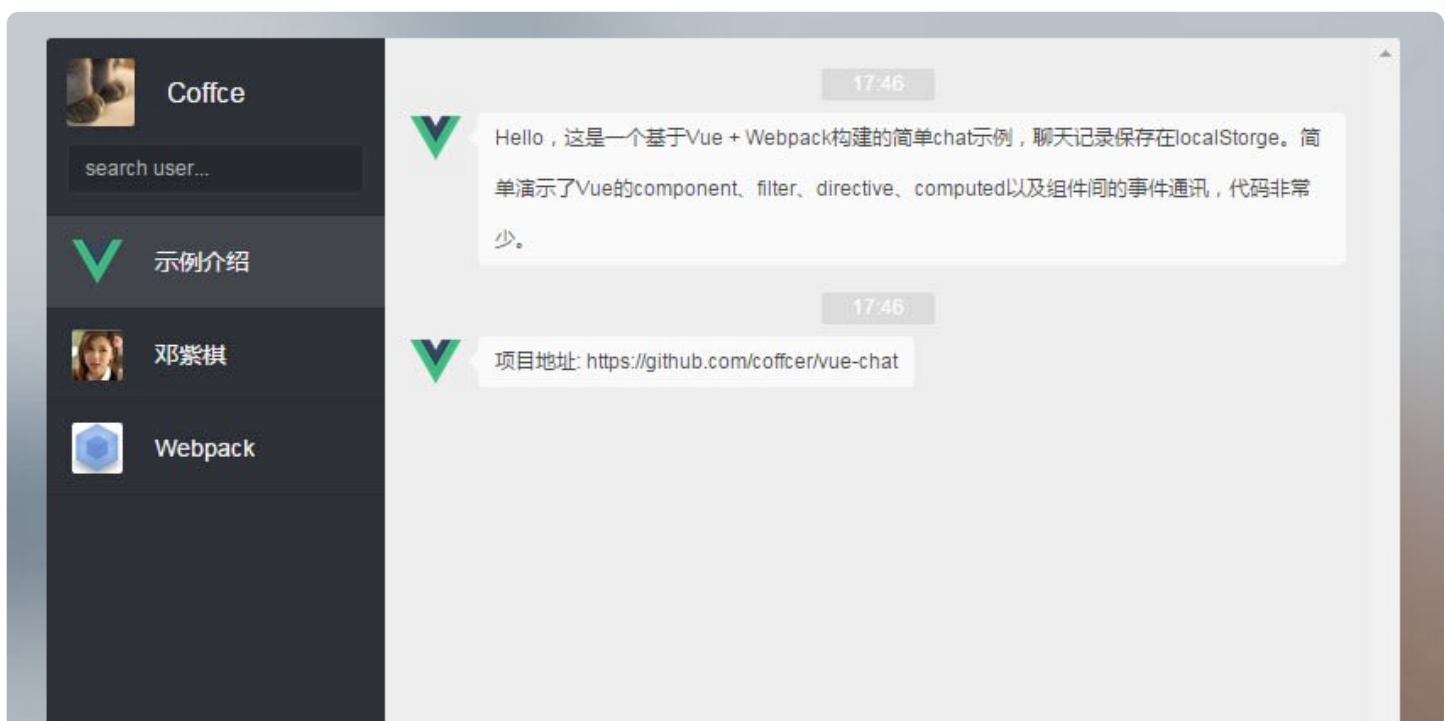 Coffce
search user...
示例介绍
邓紫棋
Webpack
17:46
Hello，这是一个基于Vue + Webpack构建的简单chat示例，聊天记录保存在localStorge。简
单演示了Vue的component、filter、directive、computed以及组件间的事件通讯，代码非常
少。
17:46
项目地址: https://github.com/coffcer/vue-chat